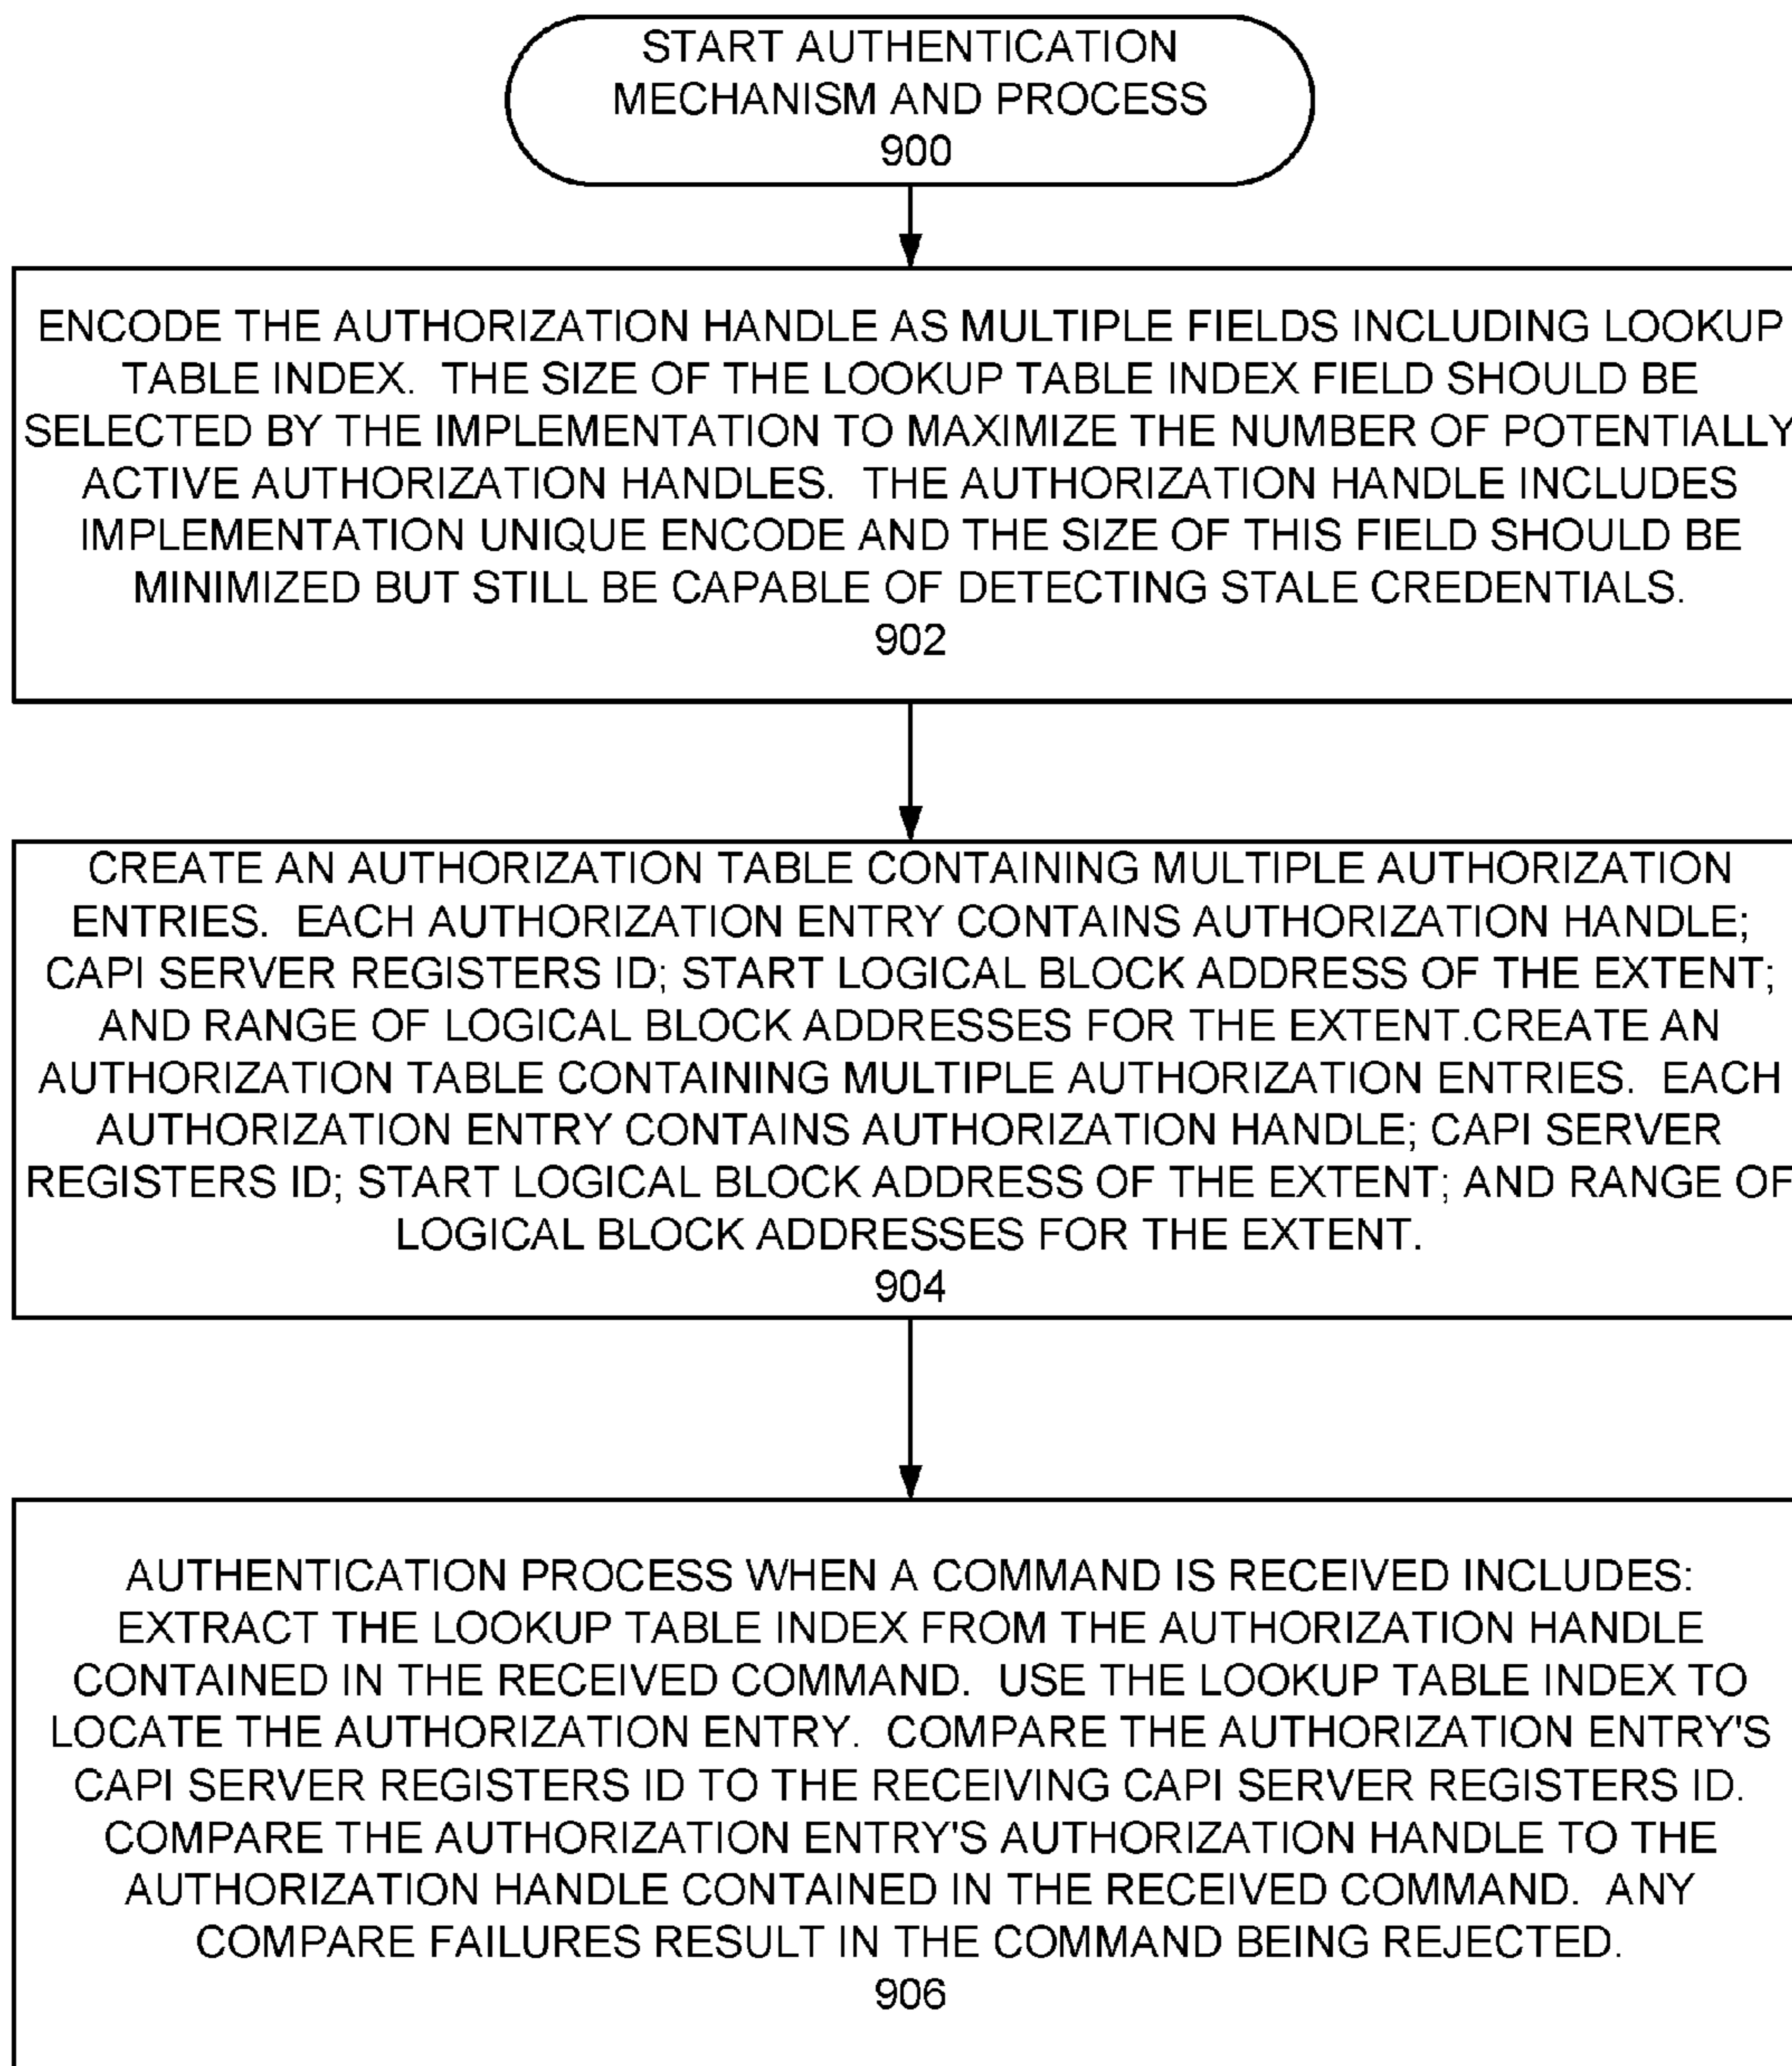 START AUTHENTICATION
MECHANISM AND PROCESS
900
ENCODE THE AUTHORIZATION HANDLE AS MULTIPLE FIELDS INCLUDING LOOKUP
TABLE INDEX. THE SIZE OF THE LOOKUP TABLE INDEX FIELD SHOULD BE
SELECTED BY THE IMPLEMENTATION TO MAXIMIZE THE NUMBER OF POTENTIALLY
ACTIVE AUTHORIZATION HANDLES. THE AUTHORIZATION HANDLE INCLUDES
IMPLEMENTATION UNIQUE ENCODE AND THE SIZE OF THIS FIELD SHOULD BE
MINIMIZED BUT STILL BE CAPABLE OF DETECTING STALE CREDENTIALS.
902
CREATE AN AUTHORIZATION TABLE CONTAINING MULTIPLE AUTHORIZATION
ENTRIES. EACH AUTHORIZATION ENTRY CONTAINS AUTHORIZATION HANDLE;
CAPI SERVER REGISTERS ID; START LOGICAL BLOCK ADDRESS OF THE EXTENT;
AND RANGE OF LOGICAL BLOCK ADDRESSES FOR THE EXTENT.CREATE AN
AUTHORIZATION TABLE CONTAINING MULTIPLE AUTHORIZATION ENTRIES. EACH
AUTHORIZATION ENTRY CONTAINS AUTHORIZATION HANDLE; CAPI SERVER
REGISTERS ID; START LOGICAL BLOCK ADDRESS OF THE EXTENT; AND RANGE OF
LOGICAL BLOCK ADDRESSES FOR THE EXTENT.
904
AUTHENTICATION PROCESS WHEN A COMMAND IS RECEIVED INCLUDES:
EXTRACT THE LOOKUP TABLE INDEX FROM THE AUTHORIZATION HANDLE
CONTAINED IN THE RECEIVED COMMAND. USE THE LOOKUP TABLE INDEX TO
LOCATE THE AUTHORIZATION ENTRY. COMPARE THE AUTHORIZATION ENTRY'S
CAPI SERVER REGISTERS ID TO THE RECEIVING CAPI SERVER REGISTERS ID.
COMPARE THE AUTHORIZATION ENTRY'S AUTHORIZATION HANDLE TO THE
AUTHORIZATION HANDLE CONTAINED IN THE RECEIVED COMMAND. ANY
COMPARE FAILURES RESULT IN THE COMMAND BEING REJECTED.
906